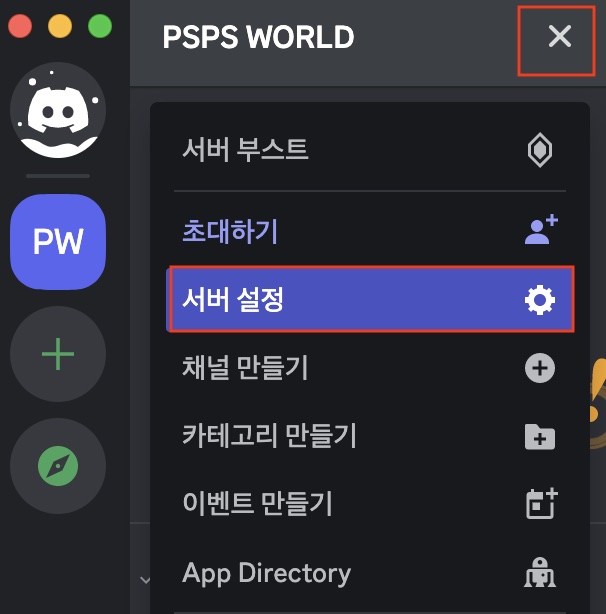 PSPS WORLD
서버 부스트
PW
초대하기
서버 설정
채널 만들기
카테고리 만들기
이벤트 만들기
App Directory